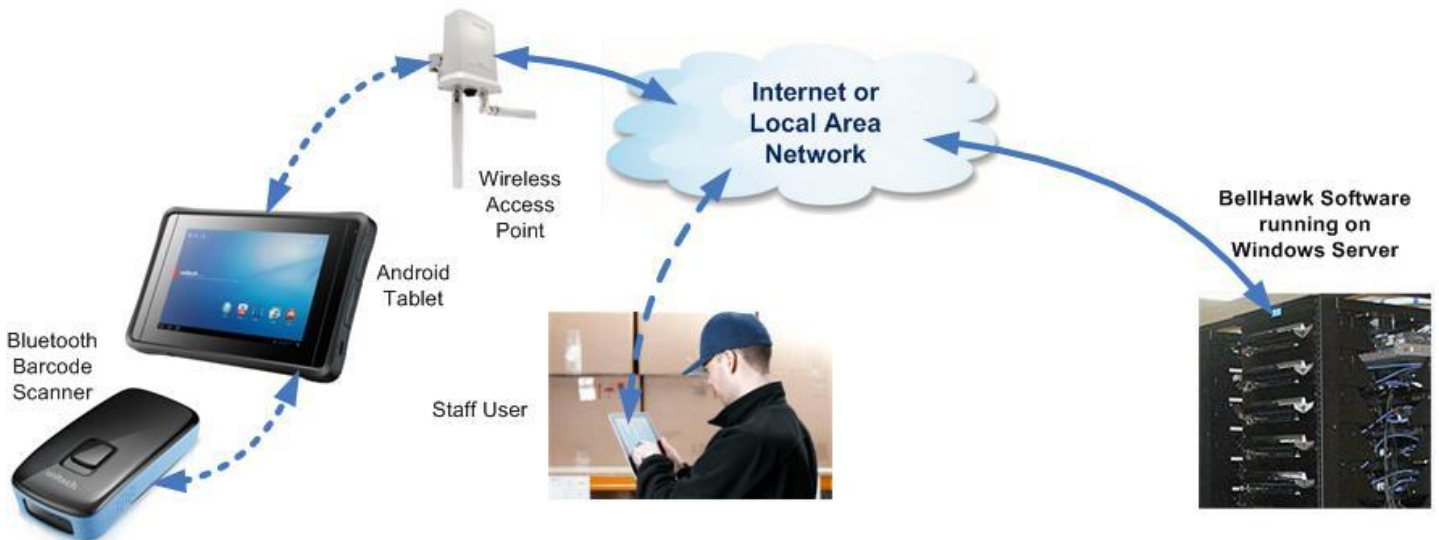 Internet or
Local Area
Network
Wireless
Access
Point
BellHawk Software
running on
Windows Server
Android
Tablet
Bluetooth
Barcode
Scanner
Staff User
unitech